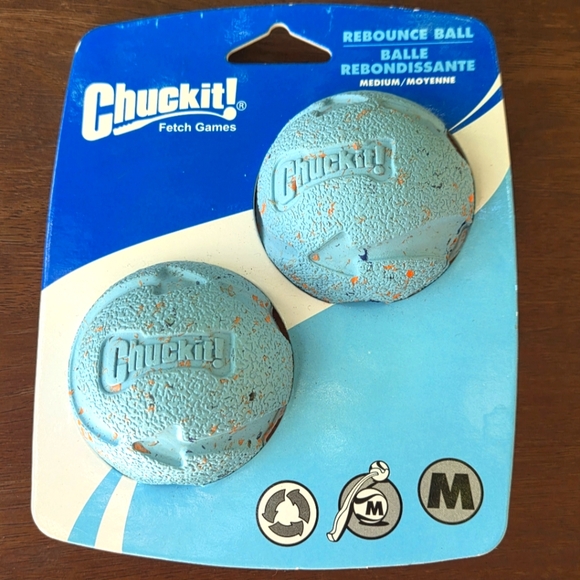 REBOUNCE BALL
BALLE
REBONDISSANTE
MEDIUM/MOYENNE
Chuckit!®
Fetch Games
Chuckit!
Chuckit!
M
M